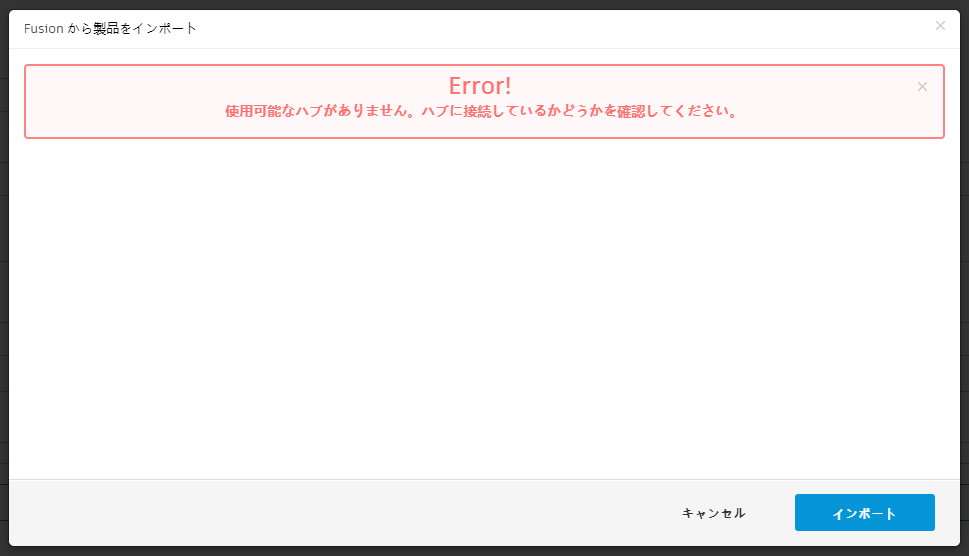 Fusion から製品をインポート
Error!
使用可能なハブがありません。ハブに接続しているかどうかを確認してください。
キャンセル
インポート